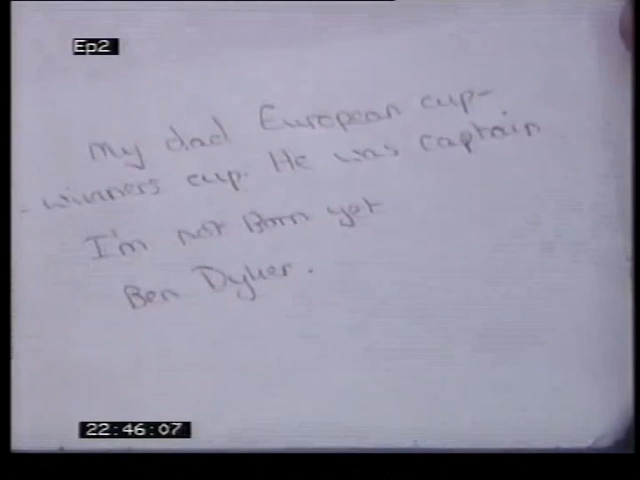 Ep2
My dad European cup-
- winners cup. He was captain
I'm not Born yet
Ben Dyker.
22:46:07